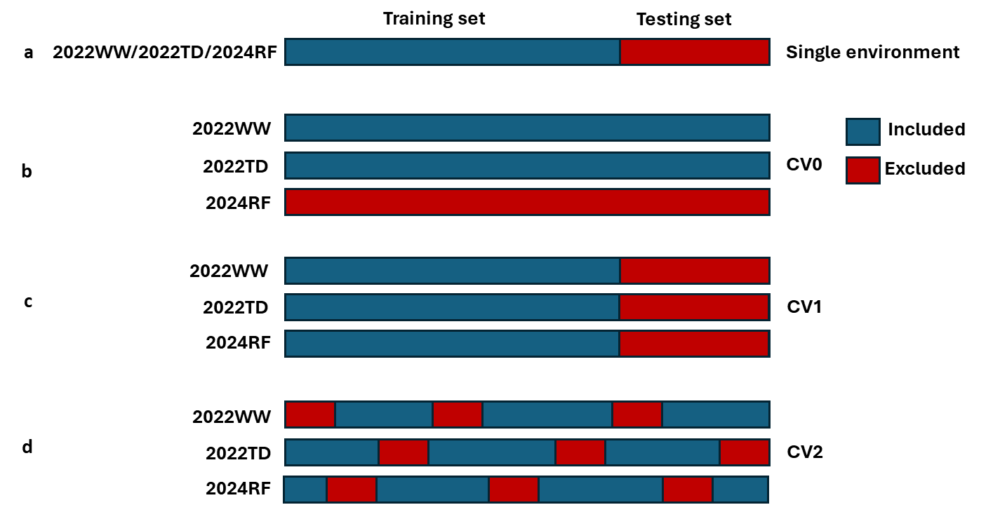 Training set
Testing set
a
2022WW/2022TD/2024RF
Single environment
b
2022WW
2022TD
2024RF
CV0
Included
Excluded
c
2022WW
2022TD
2024RF
CV1
d
2022WW
2022TD
2024RF
CV2